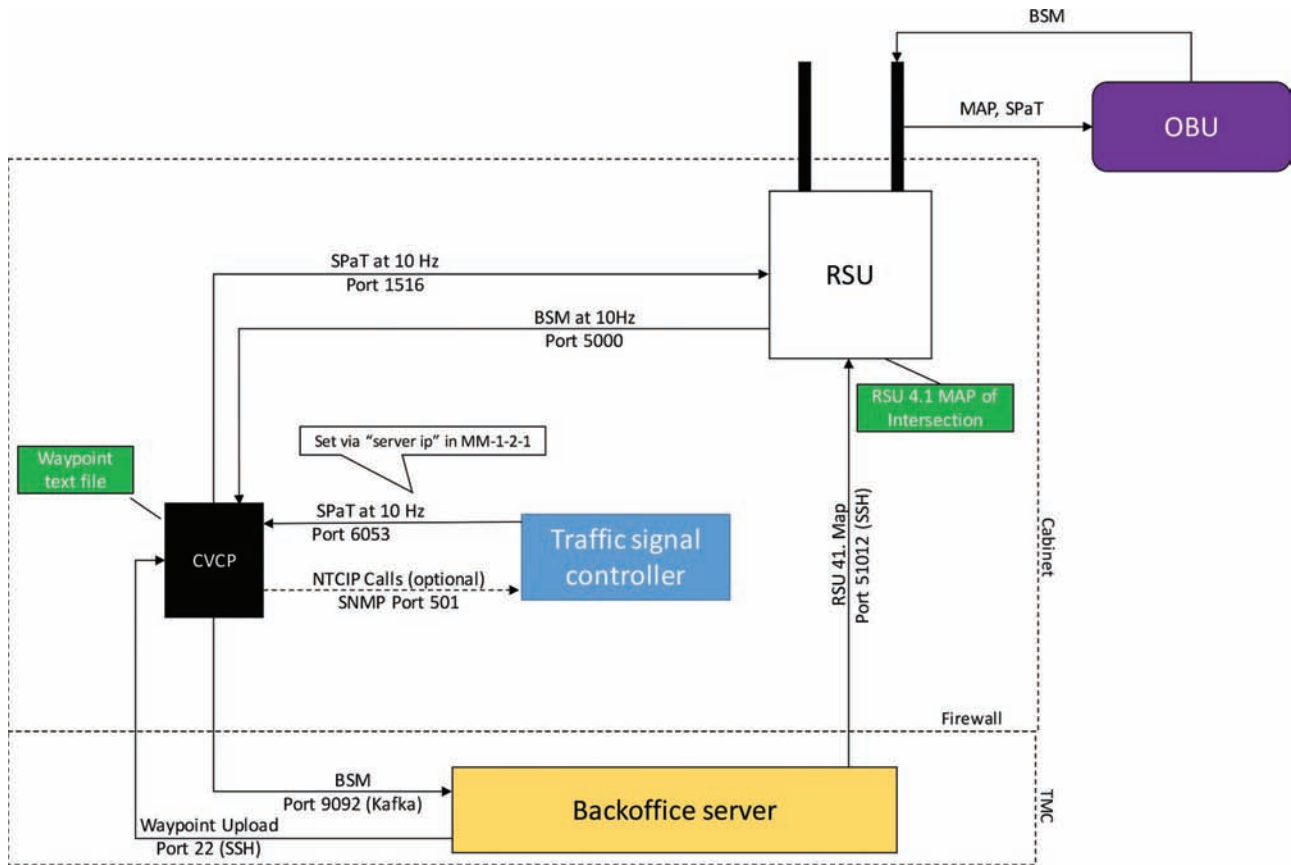 BSM
MAP, SPaT
OBU
SPaT at 10 Hz
Port 1516
RSU
BSM at 10Hz
Port 5000
RSU 4.1 MAP of
Intersection
Set via “server ip” in MM-1-2-1
Waypoint
text file
SPaT at 10 Hz
Port 6053
CVCP
Traffic signal
controller
NTCIP Calls (optional)
SNMP Port 501
RSU 41. Map
Port 51012 (SSH)
Cabinet
Firewall
BSM
Port 9092 (Kafka)
Backoffice server
TMC
Waypoint Upload
Port 22 (SSH)